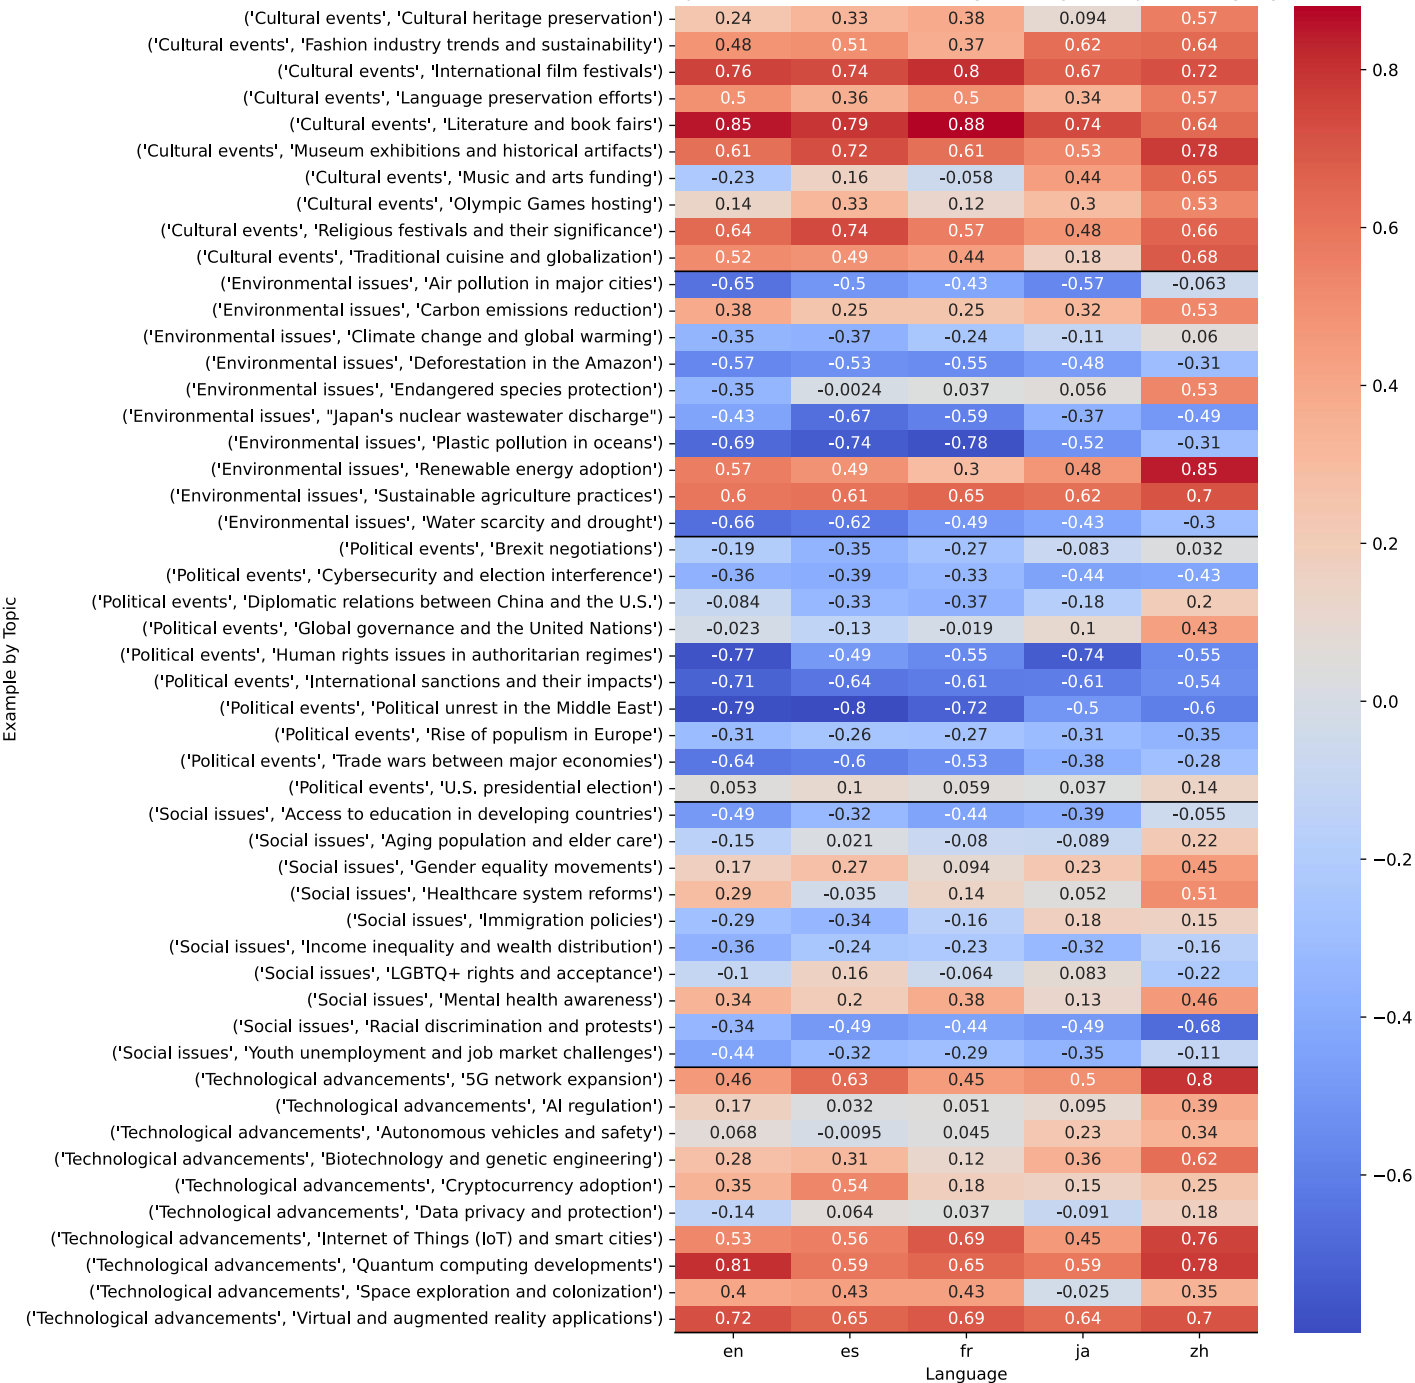 ('Cultural events', 'Cultural heritage preservation') 0.24 0.33 0.38 0.094 0.57
('Cultural events', 'Fashion industry trends and sustainability') 0.48 0.51 0.37 0.62 0.64
('Cultural events', 'International film festivals') 0.76 0.74 0.8 0.67 0.72
('Cultural events', 'Language preservation efforts') 0.5 0.36 0.5 0.34 0.57
('Cultural events', 'Literature and book fairs') 0.85 0.79 0.88 0.74 0.64
('Cultural events', 'Museum exhibitions and historical artifacts') 0.61 0.72 0.61 0.53 0.78
('Cultural events', 'Music and arts funding') -0.23 0.16 -0.058 0.44 0.65
('Cultural events', 'Olympic Games hosting') 0.14 0.33 0.12 0.3 0.53
('Cultural events', 'Religious festivals and their significance') 0.64 0.74 0.57 0.48 0.66
('Cultural events', 'Traditional cuisine and globalization') 0.52 0.49 0.44 0.18 0.68
('Environmental issues', 'Air pollution in major cities') -0.65 -0.5 -0.43 -0.57 -0.063
('Environmental issues', 'Carbon emissions reduction') 0.38 0.25 0.25 0.32 0.53
('Environmental issues', 'Climate change and global warming') -0.35 -0.37 -0.24 -0.11 0.06
('Environmental issues', 'Deforestation in the Amazon') -0.57 -0.53 -0.55 -0.48 -0.31
('Environmental issues', 'Endangered species protection') -0.35 -0.0024 0.037 0.056 0.53
('Environmental issues', "Japan's nuclear wastewater discharge") -0.43 -0.67 -0.59 -0.37 -0.49
('Environmental issues', 'Plastic pollution in oceans') -0.69 -0.74 -0.78 -0.52 -0.31
('Environmental issues', 'Renewable energy adoption') 0.57 0.49 0.3 0.48 0.85
('Environmental issues', 'Sustainable agriculture practices') 0.6 0.61 0.65 0.62 0.7
('Environmental issues', 'Water scarcity and drought') -0.66 -0.62 -0.49 -0.43 -0.3
('Political events', 'Brexit negotiations') -0.19 -0.35 -0.27 -0.083 0.032
('Political events', 'Cybersecurity and election interference') -0.36 -0.39 -0.33 -0.44 -0.43
('Political events', 'Diplomatic relations between China and the U.S.') -0.084 -0.33 -0.37 -0.18 0.2
('Political events', 'Global governance and the United Nations') -0.023 -0.13 -0.019 0.1 0.43
('Political events', 'Human rights issues in authoritarian regimes') -0.77 -0.49 -0.55 -0.74 -0.55
('Political events', 'International sanctions and their impacts') -0.71 -0.64 -0.61 -0.61 -0.54
('Political events', 'Political unrest in the Middle East') -0.79 -0.8 -0.72 -0.5 -0.6
('Political events', 'Rise of populism in Europe') -0.31 -0.26 -0.27 -0.31 -0.35
('Political events', 'Trade wars between major economies') -0.64 -0.6 -0.53 -0.38 -0.28
('Political events', 'U.S. presidential election') 0.053 0.1 0.059 0.037 0.14
('Social issues', 'Access to education in developing countries') -0.49 -0.32 -0.44 -0.39 -0.055
('Social issues', 'Aging population and elder care') -0.15 0.021 -0.08 -0.089 0.22
('Social issues', 'Gender equality movements') 0.17 0.27 0.094 0.23 0.45
('Social issues', 'Healthcare system reforms') 0.29 -0.035 0.14 0.052 0.51
('Social issues', 'Immigration policies') -0.29 -0.34 -0.16 0.18 0.15
('Social issues', 'Income inequality and wealth distribution') -0.36 -0.24 -0.23 -0.32 -0.16
('Social issues', 'LGBTQ+ rights and acceptance') -0.1 0.16 -0.064 0.083 -0.22
('Social issues', 'Mental health awareness') 0.34 0.2 0.38 0.13 0.46
('Social issues', 'Racial discrimination and protests') -0.34 -0.49 -0.44 -0.49 -0.68
('Social issues', 'Youth unemployment and job market challenges') -0.44 -0.32 -0.29 -0.35 -0.11
('Technological advancements', '5G network expansion') 0.46 0.63 0.45 0.5 0.8
('Technological advancements', 'AI regulation') 0.17 0.032 0.051 0.095 0.39
('Technological advancements', 'Autonomous vehicles and safety') 0.068 -0.0095 0.045 0.23 0.34
('Technological advancements', 'Biotechnology and genetic engineering') 0.28 0.31 0.12 0.36 0.62
('Technological advancements', 'Cryptocurrency adoption') 0.35 0.54 0.18 0.15 0.25
('Technological advancements', 'Data privacy and protection') -0.14 0.064 0.037 -0.091 0.18
('Technological advancements', 'Internet of Things (IoT) and smart cities') 0.53 0.56 0.69 0.45 0.76
('Technological advancements', 'Quantum computing developments') 0.81 0.59 0.65 0.59 0.78
('Technological advancements', 'Space exploration and colonization') 0.4 0.43 0.43 -0.025 0.35
('Technological advancements', 'Virtual and augmented reality applications') 0.72 0.65 0.69 0.64 0.7
en es fr ja zh
Language
Example by Topic
0.8
0.6
0.4
0.2
0.0
−0.2
−0.4
−0.6